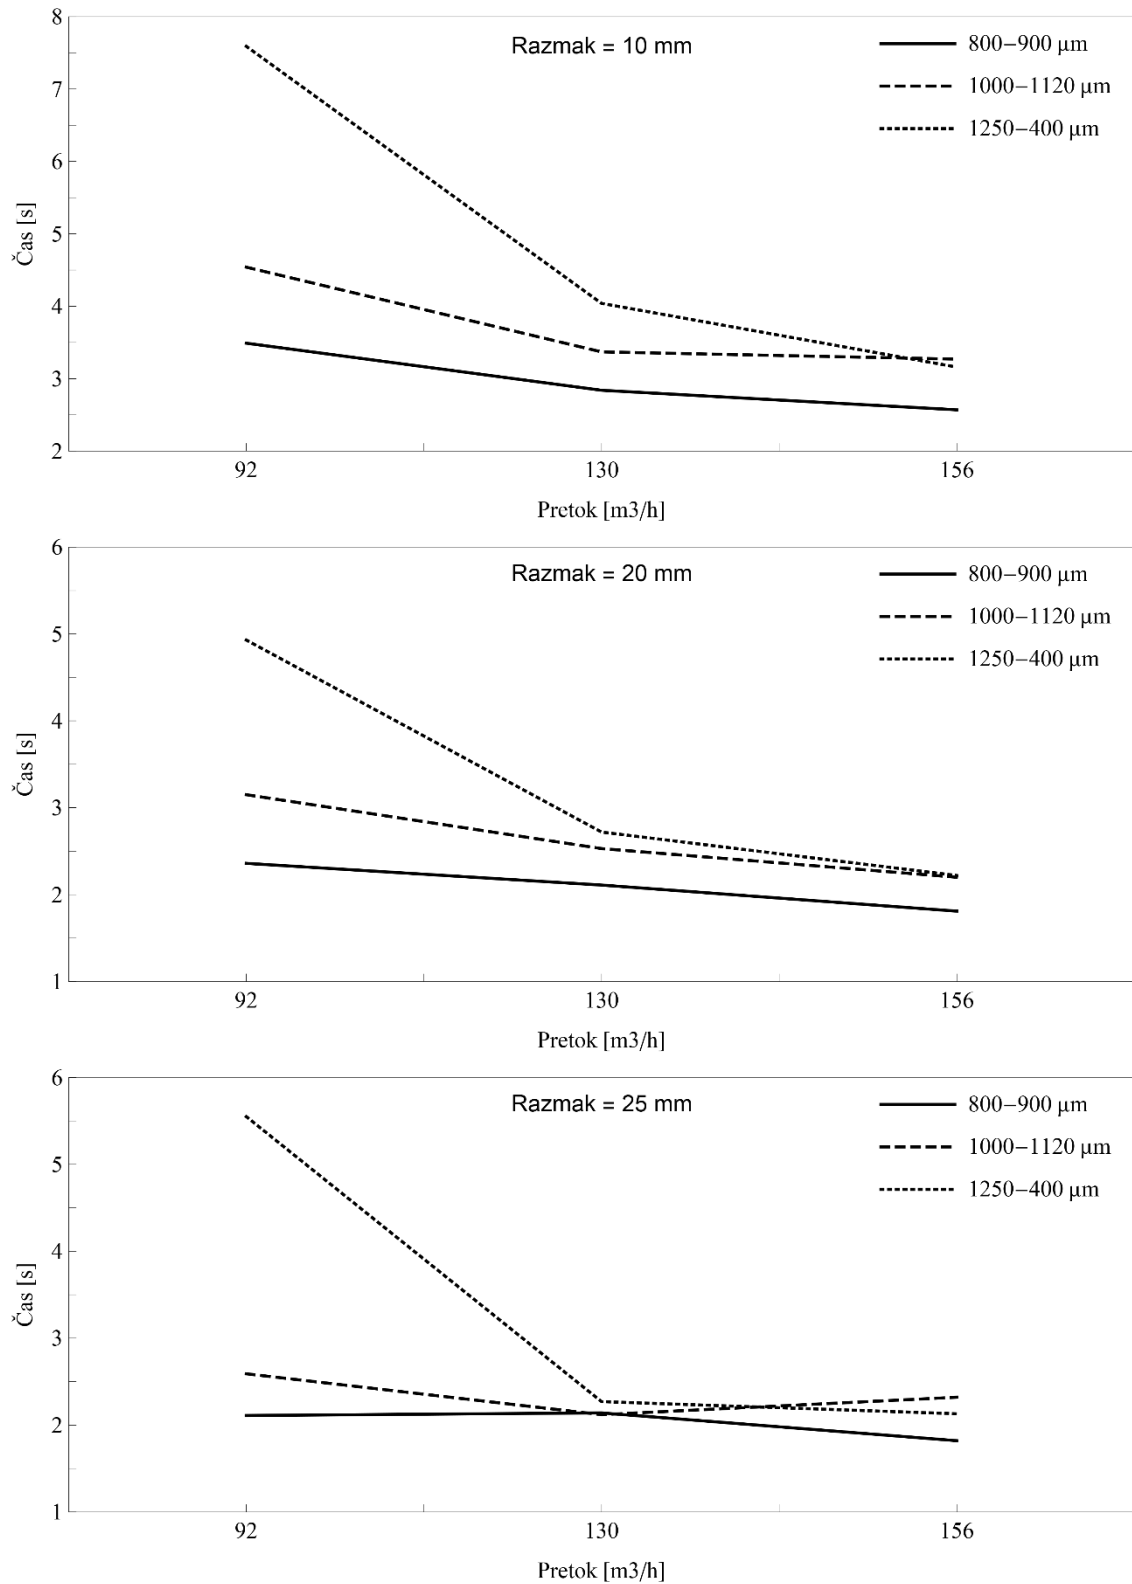 8
Razmak = 10 mm
800–900 μm
7
1000–1120 μm
1250–400 μm
6
5
Čas [s]
4
3
2
92 130 156
Pretok [m3/h]
6
Razmak = 20 mm
800–900 μm
1000–1120 μm
5
1250–400 μm
4
Čas [s]
3
2
1
92 130 156
Pretok [m3/h]
6
Razmak = 25 mm
800–900 μm
1000–1120 μm
5
1250–400 μm
4
Čas [s]
3
2
1
92 130 156
Pretok [m3/h]